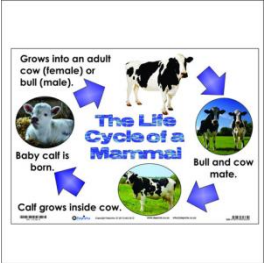 Grows into an adult
cow (female) or
bull (male).
The Life
Cycle of a
Mammal
Baby calf is
born.
Bull and cow
mate.
Calf grows inside cow.